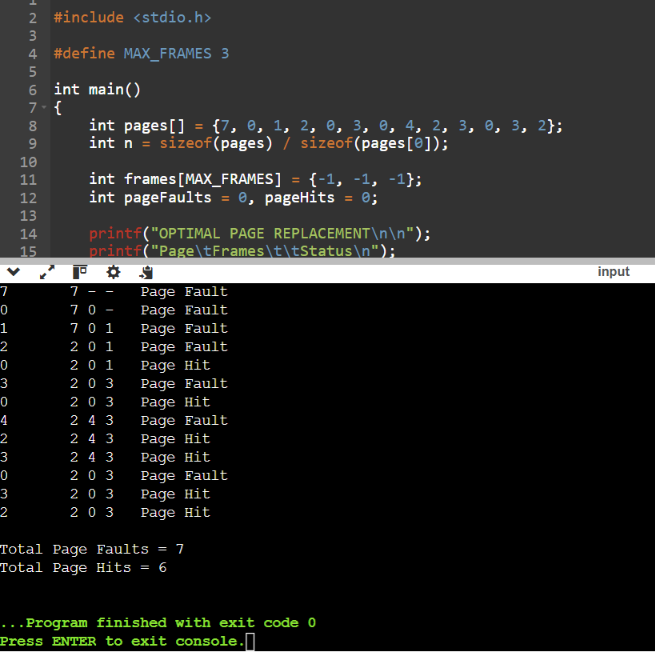 1
2 #include <stdio.h>
3
4 #define MAX_FRAMES 3
5
6 int main()
7 {
8 int pages[] = {7, 0, 1, 2, 0, 3, 0, 4, 2, 3, 0, 3, 2};
9 int n = sizeof(pages) / sizeof(pages[0]);
10
11 int frames[MAX_FRAMES] = {-1, -1, -1};
12 int pageFaults = 0, pageHits = 0;
13
14 printf("OPTIMAL PAGE REPLACEMENT\n\n");
15 printf("Page\tFrames\t\tStatus\n");
input
7 7 - - Page Fault
0 7 0 - Page Fault
1 7 0 1 Page Fault
2 2 0 1 Page Fault
0 2 0 1 Page Hit
3 2 0 3 Page Fault
0 2 0 3 Page Hit
4 2 4 3 Page Fault
2 2 4 3 Page Hit
3 2 4 3 Page Hit
0 2 0 3 Page Fault
3 2 0 3 Page Hit
2 2 0 3 Page Hit
Total Page Faults = 7
Total Page Hits = 6
...Program finished with exit code 0
Press ENTER to exit console.